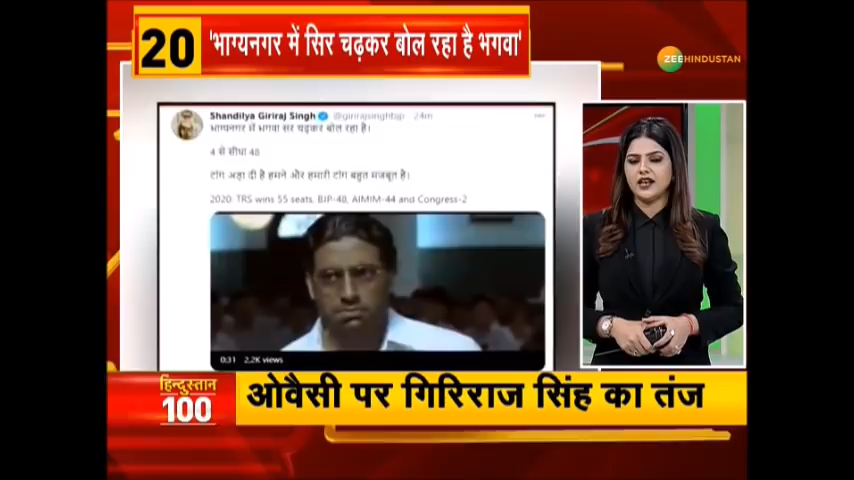 20
'भाग्यनगर में सिर चढ़कर बोल रहा है भगवा'
ZEE HINDUSTAN
Shandilya Giriraj Singh @girirajsinghbjp · 24m
भाग्यनगर में भगवा सर चढ़कर बोल रहा है।
4 से सीधा 48
टांग अड़ा दी है हमने और हमारी टांग बहुत मजबूत है।
2020: TRS wins 55 seats, BJP-48, AIMIM-44 and Congress-2
0:31 2.2K views
हिन्दुस्तान
100
ओवैसी पर गिरिराज सिंह का तंज